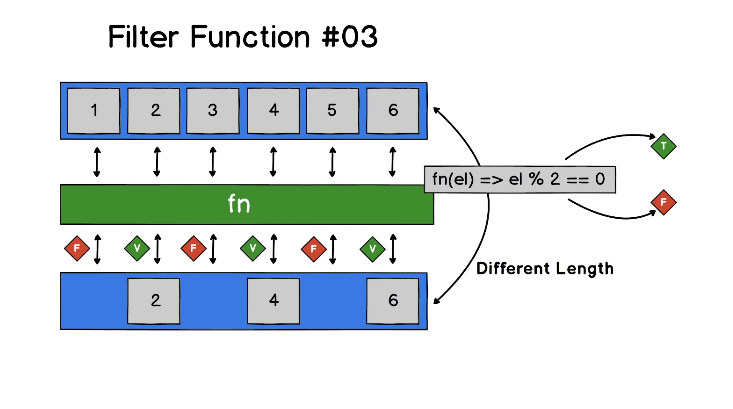 Filter Function #03
1 2 3 4 5 6
T
fn(el) => el % 2 == 0
fn
F
F V F V F V
Different Length
2 4 6